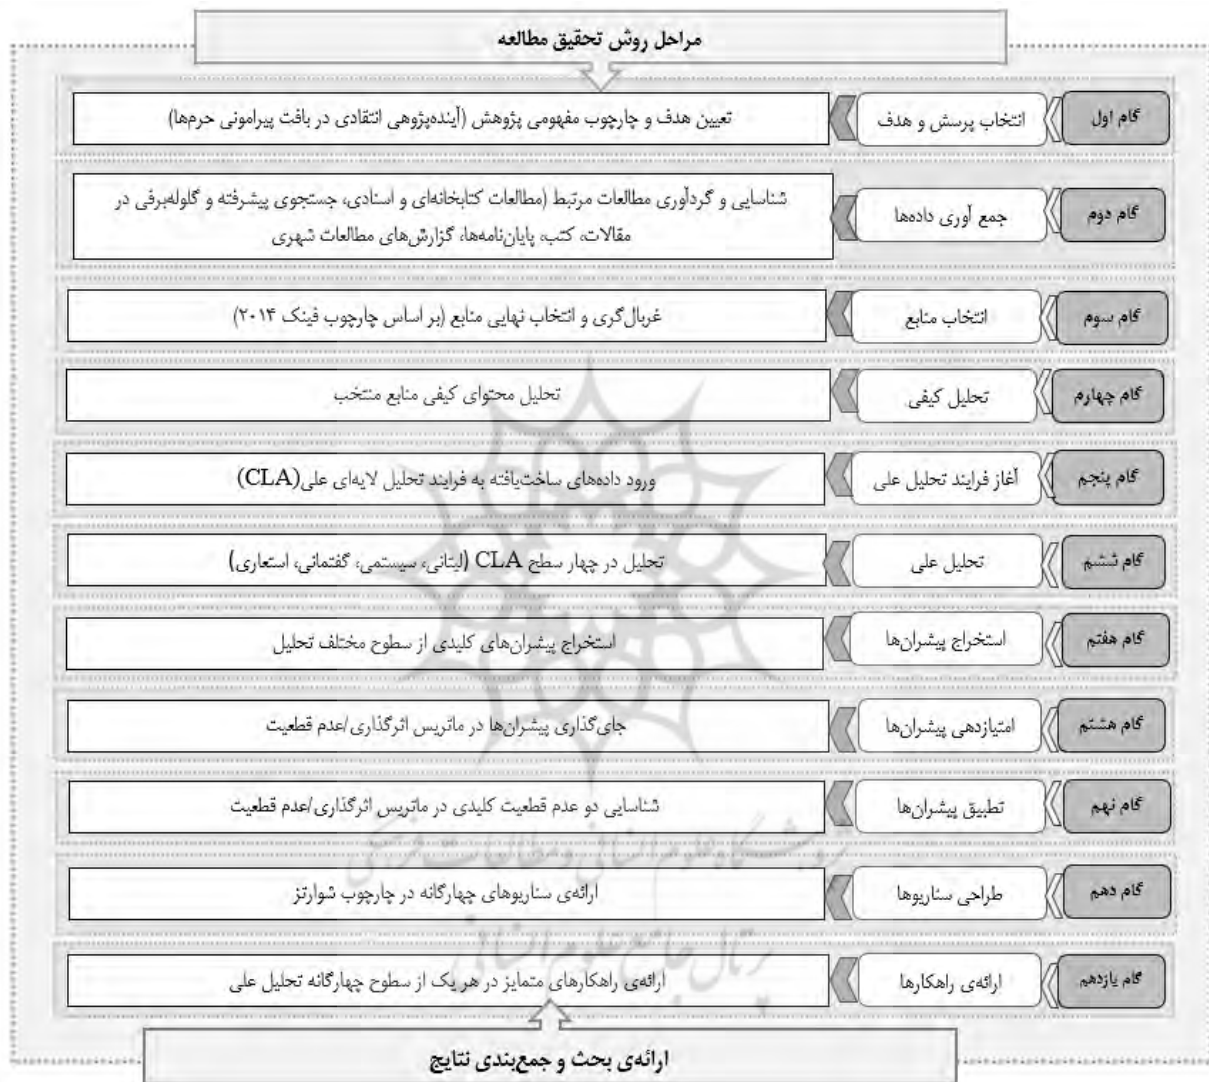 مراحل روش تحقیق مطالعه
گام اول
انتخاب پرسش و هدف
تعیین هدف و چارچوب مفهومی پژوهش (آینده‌پژوهی انتقادی در بافت پیرامونی حرم‌ها)
گام دوم
جمع آوری داده‌ها
شناسایی و گردآوری مطالعات مرتبط (مطالعات کتابخانه‌ای و اسنادی، جستجوی پیشرفته و گلوله‌برفی در
مقالات، کتب، پایان‌نامه‌ها، گزارش‌های مطالعات شهری
گام سوم
انتخاب منابع
غربال‌گری و انتخاب نهایی منابع (بر اساس چارچوب فینک ۲۰۱۴)
گام چهارم
تحلیل کیفی
تحلیل محتوای کیفی منابع منتخب
گام پنجم
آغاز فرایند تحلیل علی
ورود داده‌های ساخت‌یافته به فرایند تحلیل لایه‌ای علی(CLA)
گام ششم
تحلیل علی
تحلیل در چهار سطح CLA (لیتانی، سیستمی، گفتمانی، استعاری)
گام هفتم
استخراج پیشران‌ها
استخراج پیشران‌های کلیدی از سطوح مختلف تحلیل
گام هشتم
امتیازدهی پیشران‌ها
جای‌گذاری پیشران‌ها در ماتریس اثرگذاری/عدم قطعیت
گام نهم
تطبیق پیشران‌ها
شناسایی دو عدم قطعیت کلیدی در ماتریس اثرگذاری/عدم قطعیت
گام دهم
طراحی سناریوها
ارائه‌ی سناریوهای چهارگانه در چارچوب شوارتز
گام یازدهم
ارائه‌ی راهکارها
ارائه‌ی راهکارهای متمایز در هر یک از سطوح چهارگانه تحلیل علی
ارائه‌ی بحث و جمع‌بندی نتایج
پژوهشگاه علوم انسانی و مطالعات فرهنگی
پرتال جامع علوم انسانی